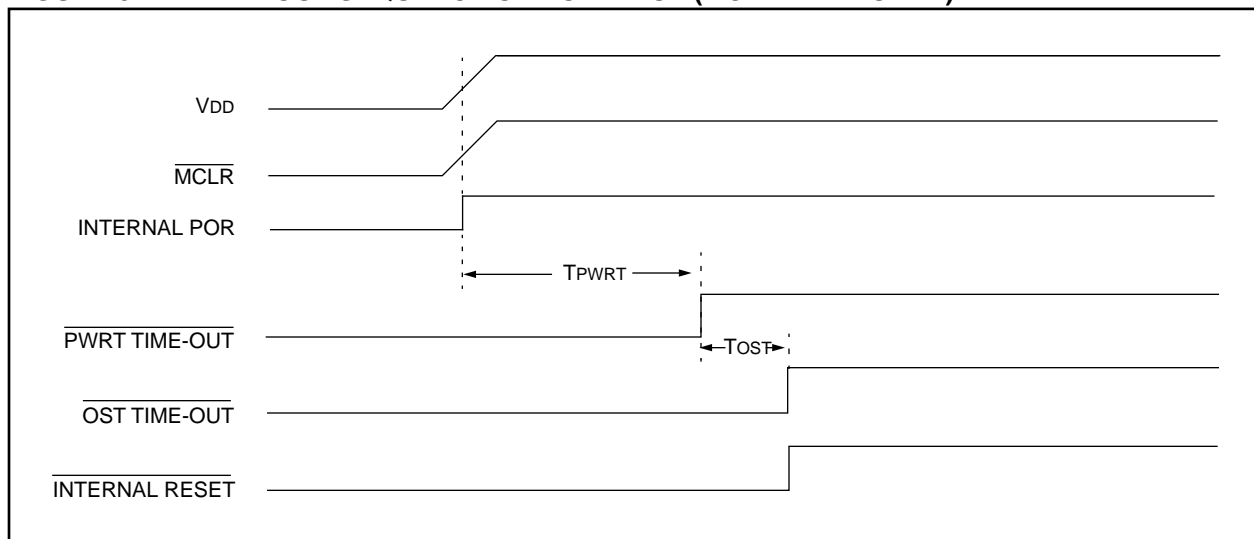 VDD
MCLR
INTERNAL POR
TPWRT
PWRT TIME-OUT
TOST
OST TIME-OUT
INTERNAL RESET